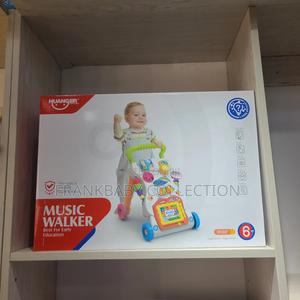 HUANGER
FRANKBABY COLLECTION
MUSIC
WALKER
Best For Early
Education
6+